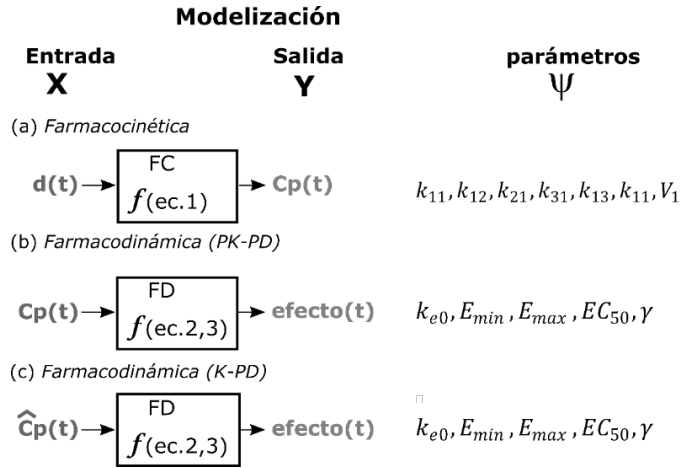 Modelización
Entrada Salida parámetros
X Y Ψ
(a) Farmacocinética
d(t) FC f(ec.1) Cp(t) k₁₁, k₁₂, k₂₁, k₃₁, k₁₃, k₁₁, V₁
(b) Farmacodinámica (PK-PD)
Cp(t) FD f(ec.2,3) efecto(t) kₑ₀, Eₘᵢₙ, Eₘₐₓ, EC₅₀, γ
(c) Farmacodinámica (K-PD)
Ĉp(t) FD f(ec.2,3) efecto(t) kₑ₀, Eₘᵢₙ, Eₘₐₓ, EC₅₀, γ